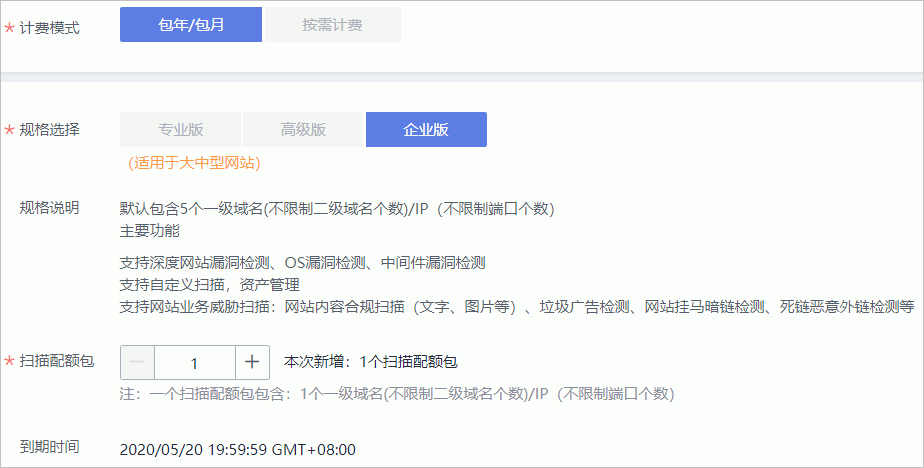 * 计费模式 包年/包月 按需计费
* 规格选择 专业版 高级版 企业版
(适用于大中型网站)
规格说明 默认包含5个一级域名(不限制二级域名个数)/IP（不限制端口个数）
主要功能
支持深度网站漏洞检测、OS漏洞检测、中间件漏洞检测
支持自定义扫描，资产管理
支持网站业务威胁扫描：网站内容合规扫描（文字、图片等）、垃圾广告检测、网站挂马暗链检测、死链恶意外链检测等
* 扫描配额包 — 1 + 本次新增：1个扫描配额包
注：一个扫描配额包包含：1个一级域名(不限制二级域名个数)/IP（不限制端口个数）
到期时间 2020/05/20 19:59:59 GMT+08:00